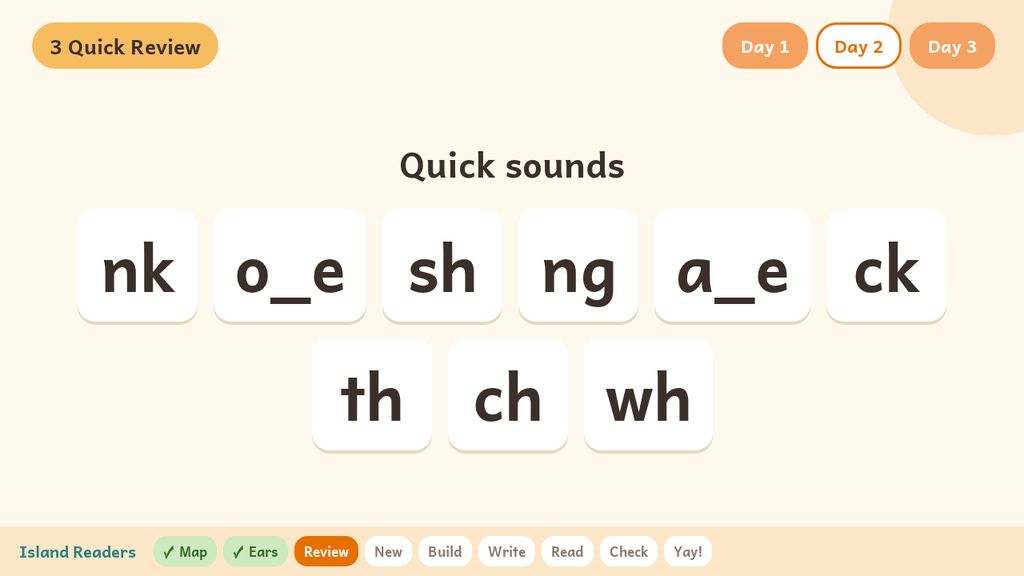 3 Quick Review
Day 1 Day 2 Day 3
Quick sounds
nk o_e sh ng a_e ck
th ch wh
Island Readers ✓ Map ✓ Ears Review New Build Write Read Check Yay!